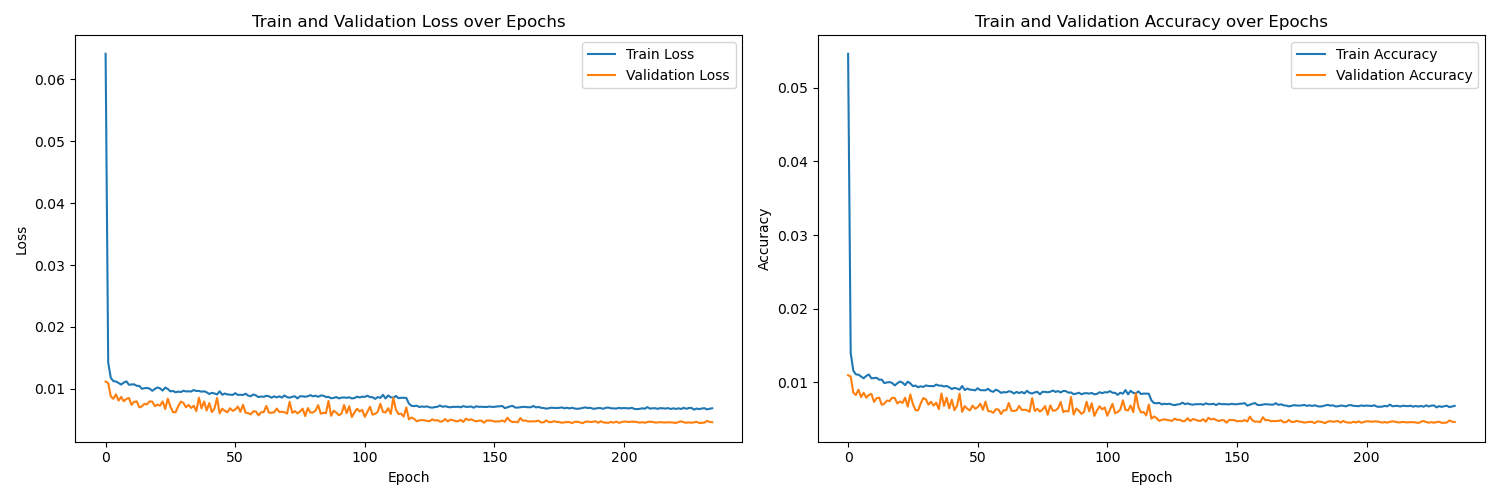 Train and Validation Loss over Epochs
Train Loss
Validation Loss
0.06
0.05
0.04
0.03
0.02
0.01
Loss
0 50 100 150 200
Epoch
Train and Validation Accuracy over Epochs
Train Accuracy
Validation Accuracy
0.05
0.04
0.03
0.02
0.01
Accuracy
0 50 100 150 200
Epoch